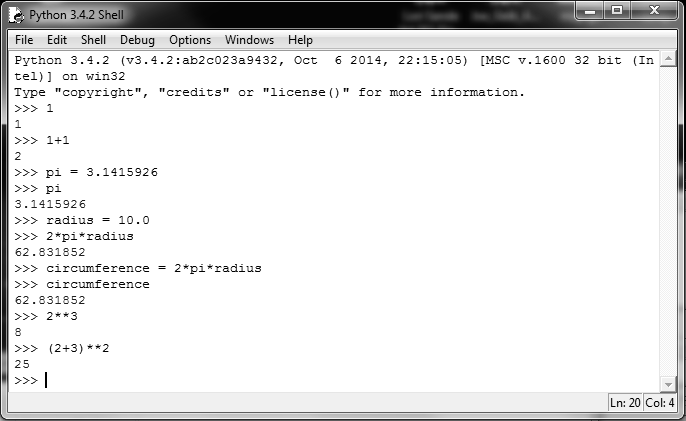 Python 3.4.2 Shell
File Edit Shell Debug Options Windows Help
Python 3.4.2 (v3.4.2:ab2c023a9432, Oct  6 2014, 22:15:05) [MSC v.1600 32 bit (In
tel)] on win32
Type "copyright", "credits" or "license()" for more information.
>>> 1
1
>>> 1+1
2
>>> pi = 3.1415926
>>> pi
3.1415926
>>> radius = 10.0
>>> 2*pi*radius
62.831852
>>> circumference = 2*pi*radius
>>> circumference
62.831852
>>> 2**3
8
>>> (2+3)**2
25
>>>
Ln: 20 Col: 4